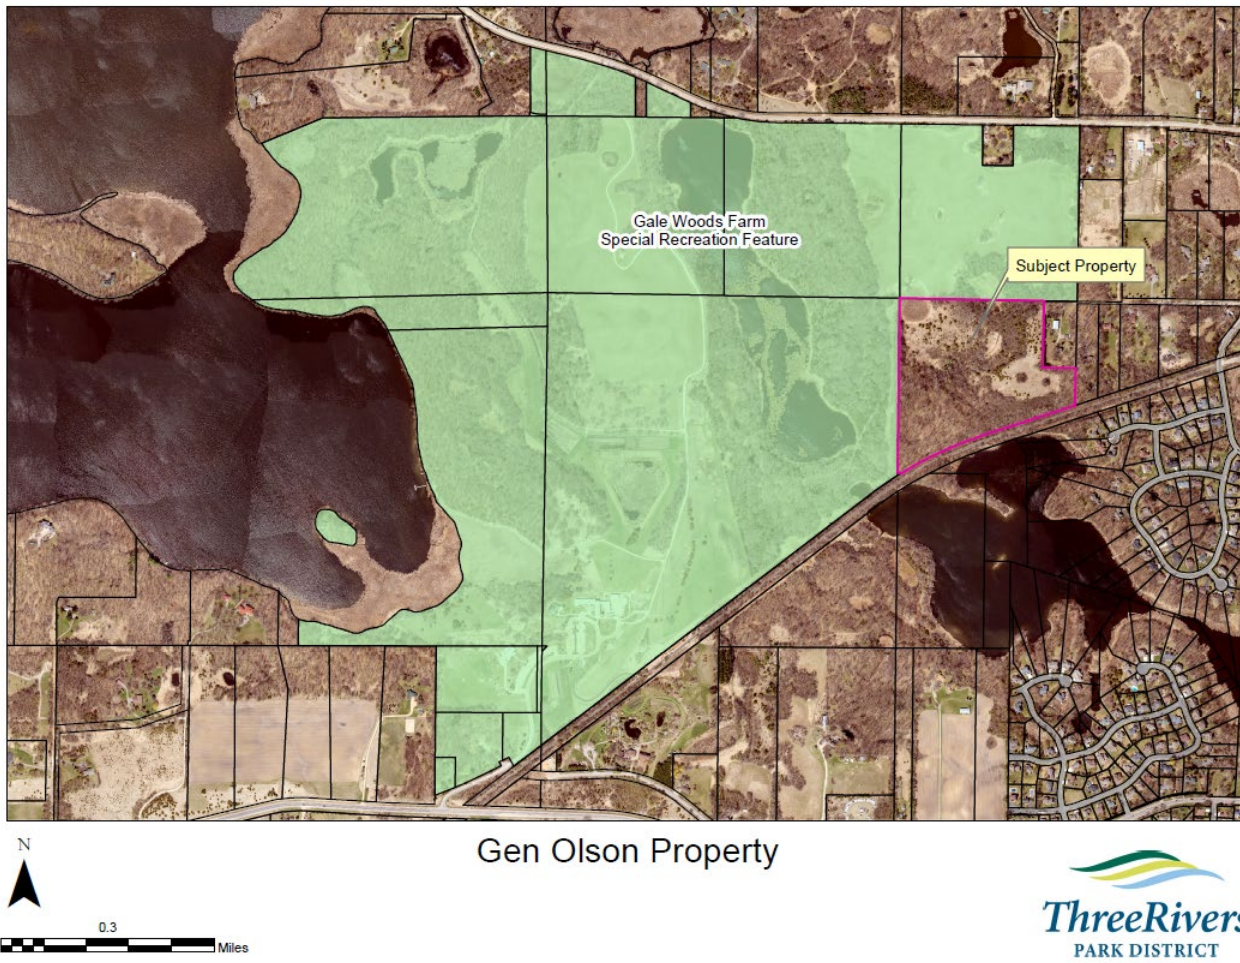 Gale Woods Farm
Special Recreation Feature
Subject Property
N
Gen Olson Property
0.3
Miles
ThreeRivers
PARK DISTRICT